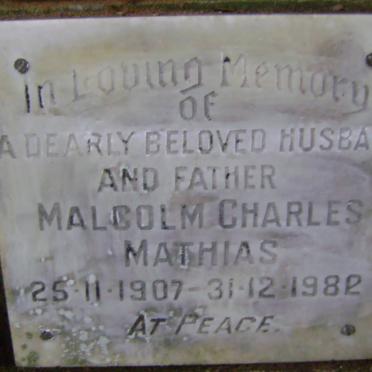 In Loving Memory
OF
A DEARLY BELOVED HUSBA
AND FATHER
MALCOLM CHARLES
MATHIAS
25-11-1907-31-12-1982
AT PEACE.